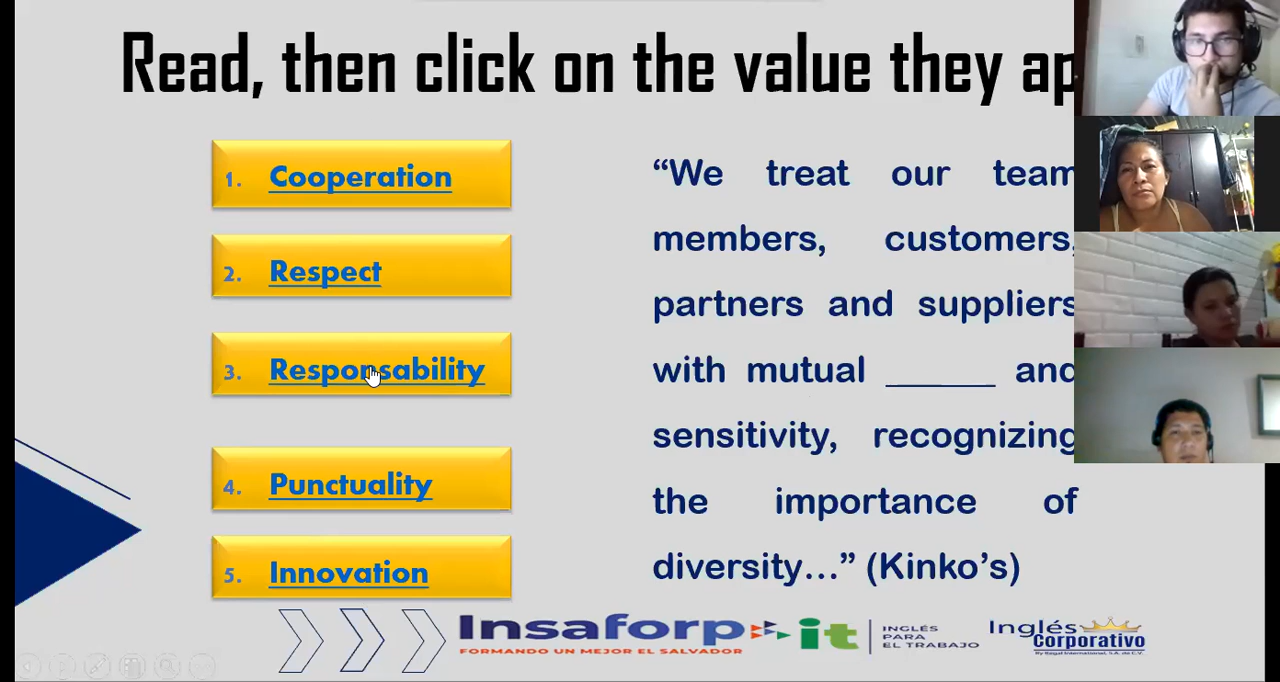 Read, then click on the value they ap
1. Cooperation
2. Respect
3. Responsability
4. Punctuality
5. Innovation
“We treat our team
members, customers,
partners and suppliers
with mutual ______ and
sensitivity, recognizing
the importance of
diversity…” (Kinko’s)
Insaforp
FORMANDO UN MEJOR EL SALVADOR
it
INGLÉS
PARA
EL TRABAJO
Inglés
Corporativo